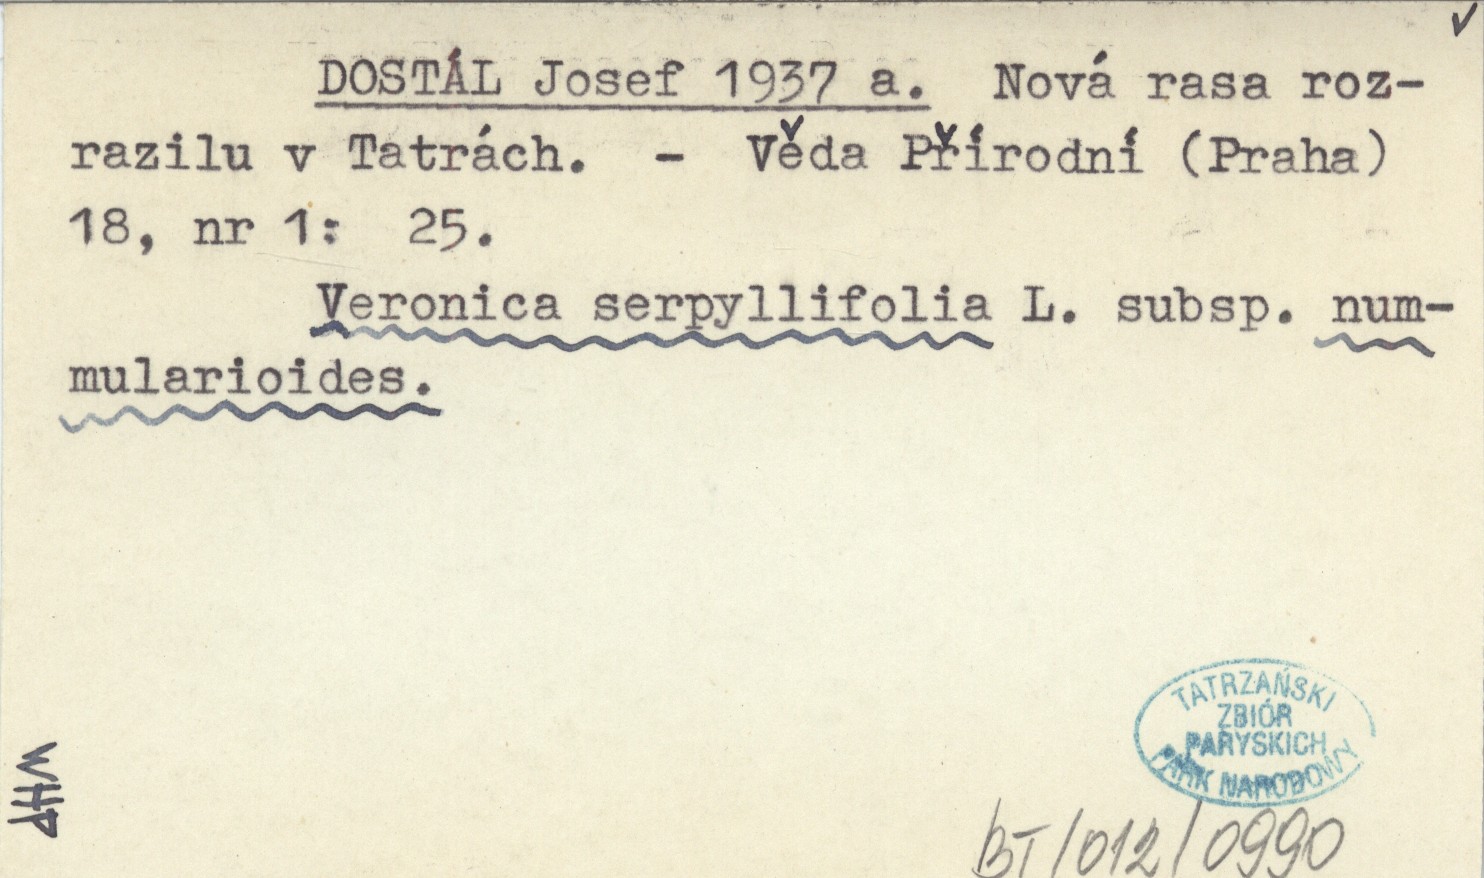 ✓
DOSTÁL Josef 1937 a. Nová rasa roz-
razilu v Tatrách. - Věda Přírodní (Praha)
18, nr 1: 25.
Veronica serpyllifolia L. subsp. num-
mularioides.
TATRZAŃSKI
ZBIÓR
PARYSKICH
PARK NARODOWY
WHP
BT/012/0990